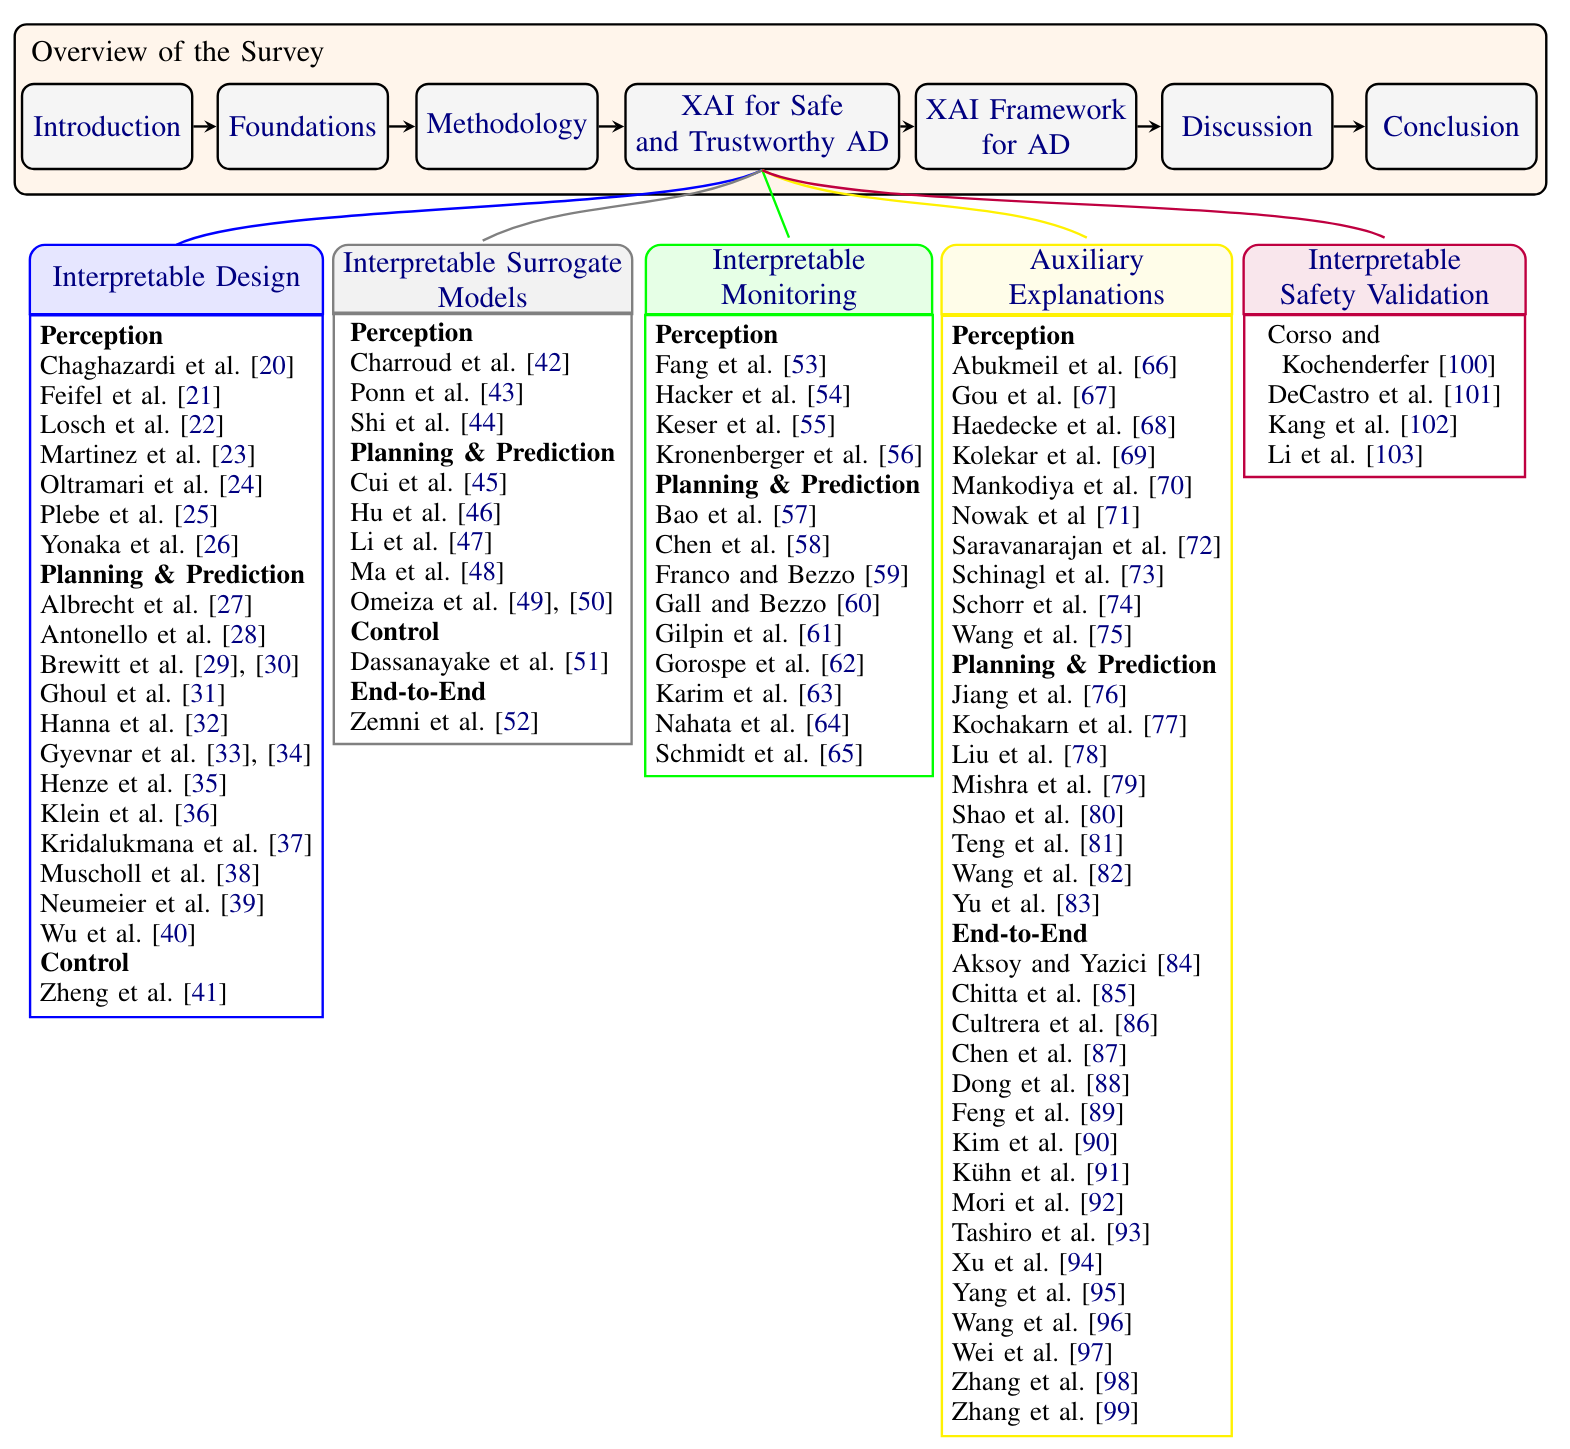 Overview of the Survey
Introduction
Foundations
Methodology
XAI for Safe
and Trustworthy AD
XAI Framework
for AD
Discussion
Conclusion
Interpretable Design
Perception
Chaghazardi et al. [20]
Feifel et al. [21]
Losch et al. [22]
Martinez et al. [23]
Oltramari et al. [24]
Plebe et al. [25]
Yonaka et al. [26]
Planning & Prediction
Albrecht et al. [27]
Antonello et al. [28]
Brewitt et al. [29], [30]
Ghoul et al. [31]
Hanna et al. [32]
Gyevnar et al. [33], [34]
Henze et al. [35]
Klein et al. [36]
Kridalukmana et al. [37]
Muscholl et al. [38]
Neumeier et al. [39]
Wu et al. [40]
Control
Zheng et al. [41]
Interpretable Surrogate
Models
Perception
Charroud et al. [42]
Ponn et al. [43]
Shi et al. [44]
Planning & Prediction
Cui et al. [45]
Hu et al. [46]
Li et al. [47]
Ma et al. [48]
Omeiza et al. [49], [50]
Control
Dassanayake et al. [51]
End-to-End
Zemni et al. [52]
Interpretable
Monitoring
Perception
Fang et al. [53]
Hacker et al. [54]
Keser et al. [55]
Kronenberger et al. [56]
Planning & Prediction
Bao et al. [57]
Chen et al. [58]
Franco and Bezzo [59]
Gall and Bezzo [60]
Gilpin et al. [61]
Gorospe et al. [62]
Karim et al. [63]
Nahata et al. [64]
Schmidt et al. [65]
Auxiliary
Explanations
Perception
Abukmeil et al. [66]
Gou et al. [67]
Haedecke et al. [68]
Kolekar et al. [69]
Mankodiya et al. [70]
Nowak et al [71]
Saravanarajan et al. [72]
Schinagl et al. [73]
Schorr et al. [74]
Wang et al. [75]
Planning & Prediction
Jiang et al. [76]
Kochakarn et al. [77]
Liu et al. [78]
Mishra et al. [79]
Shao et al. [80]
Teng et al. [81]
Wang et al. [82]
Yu et al. [83]
End-to-End
Aksoy and Yazici [84]
Chitta et al. [85]
Cultrera et al. [86]
Chen et al. [87]
Dong et al. [88]
Feng et al. [89]
Kim et al. [90]
Kühn et al. [91]
Mori et al. [92]
Tashiro et al. [93]
Xu et al. [94]
Yang et al. [95]
Wang et al. [96]
Wei et al. [97]
Zhang et al. [98]
Zhang et al. [99]
Interpretable
Safety Validation
Corso and
Kochenderfer [100]
DeCastro et al. [101]
Kang et al. [102]
Li et al. [103]